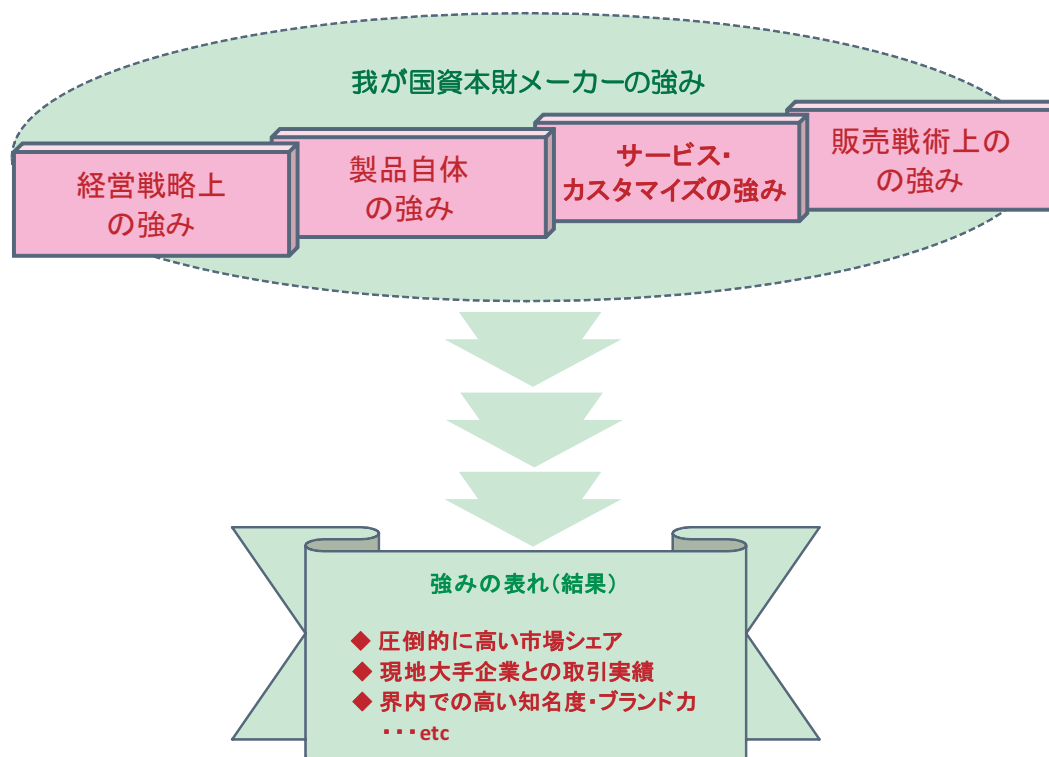 我が国資本財メーカーの強み
経営戦略上
の強み
製品自体
の強み
サービス・
カスタマイズの強み
販売戦術上の
の強み
強みの表れ(結果)
◆ 圧倒的に高い市場シェア
◆ 現地大手企業との取引実績
◆ 界内での高い知名度・ブランド力
・・・etc